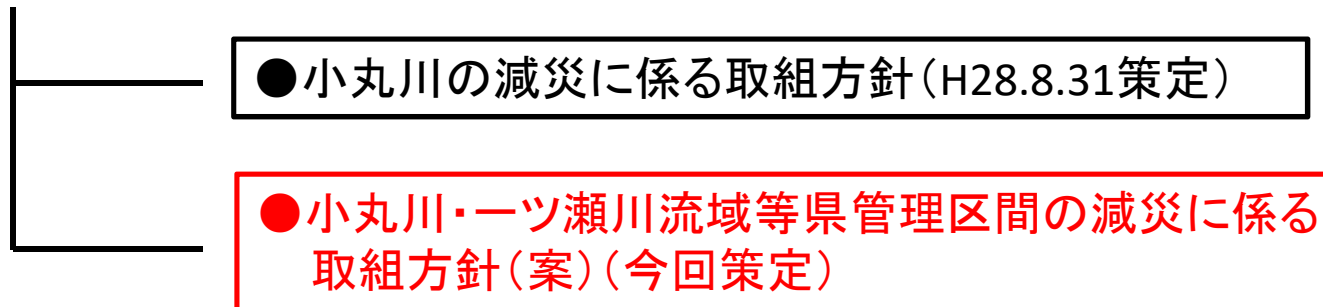 ●小丸川の減災に係る取組方針（H28.8.31策定）
●小丸川・一ツ瀬川流域等県管理区間の減災に係る
取組方針（案）（今回策定）